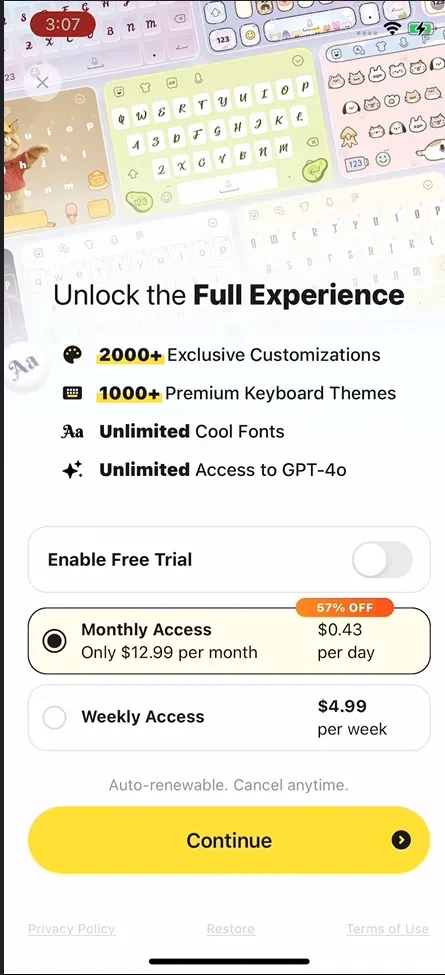 3:07
Unlock the Full Experience
2000+ Exclusive Customizations
1000+ Premium Keyboard Themes
Aa Unlimited Cool Fonts
Unlimited Access to GPT-4o
Aa
Enable Free Trial
57% OFF
Monthly Access $0.43
Only $12.99 per month per day
Weekly Access $4.99
per week
Auto-renewable. Cancel anytime.
Continue
Privacy Policy Restore Terms of Use